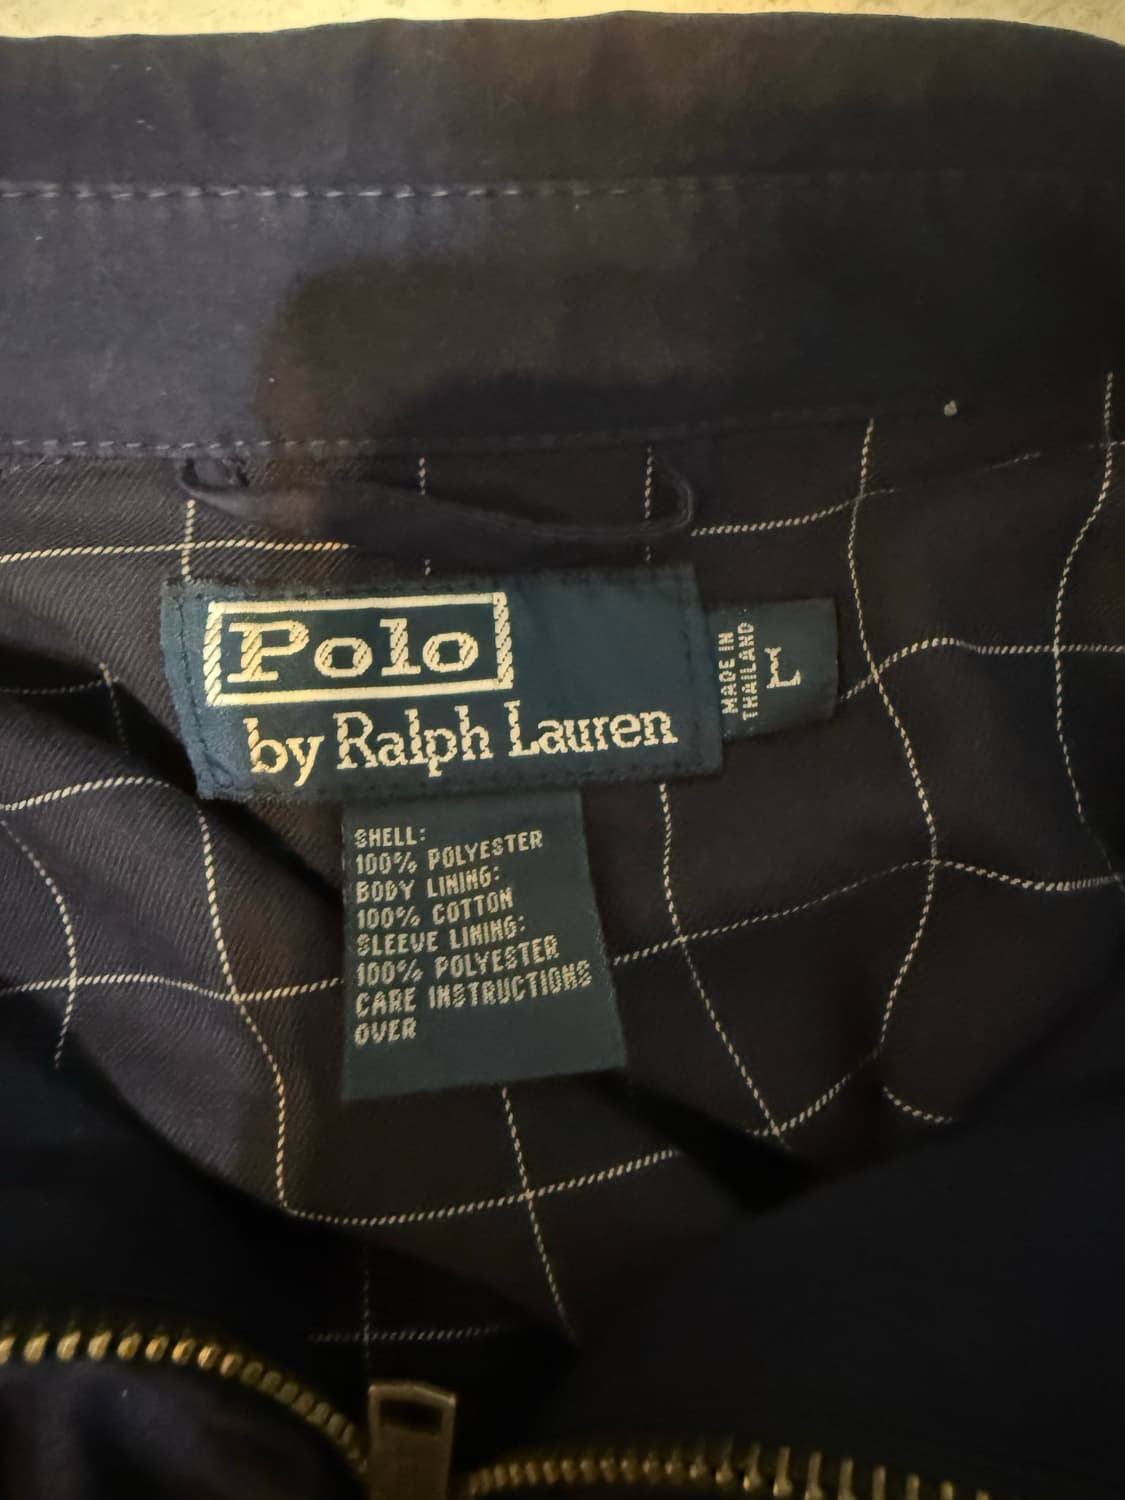 Polo
by Ralph Lauren
MADE IN
THAILAND
L
SHELL:
100% POLYESTER
BODY LINING:
100% COTTON
SLEEVE LINING:
100% POLYESTER
CARE INSTRUCTIONS
OVER